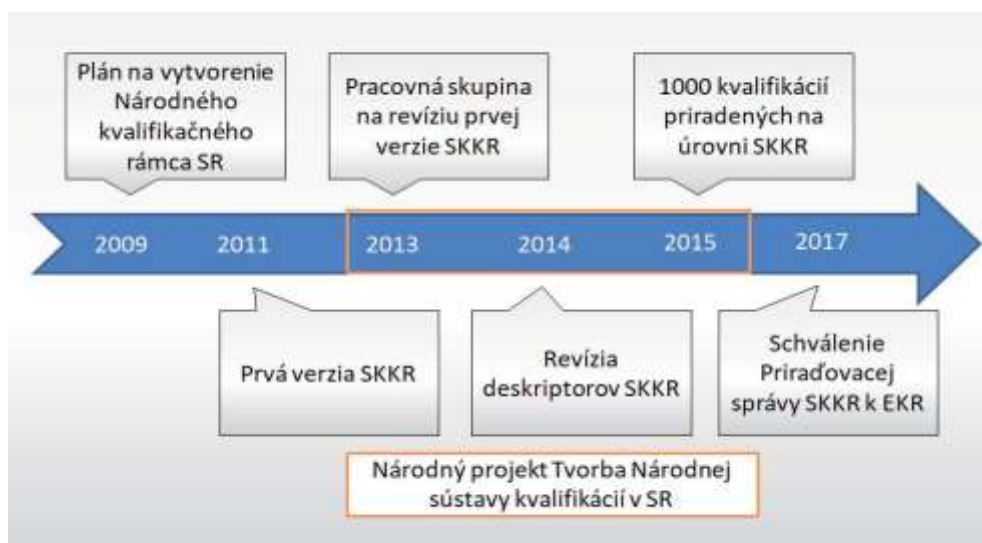 Plán na vytvorenie
Národného
kvalifikačného
rámca SR
Pracovná skupina
na revíziu prvej
verzie SKKR
1000 kvalifikácií
priradených na
úrovni SKKR
2009
2011
2013
2014
2015
2017
Prvá verzia SKKR
Revízia
deskriptorov SKKR
Schválenie
Priraďovacej
správy SKKR k EKR
Národný projekt Tvorba Národnej
sústavy kvalifikácií v SR